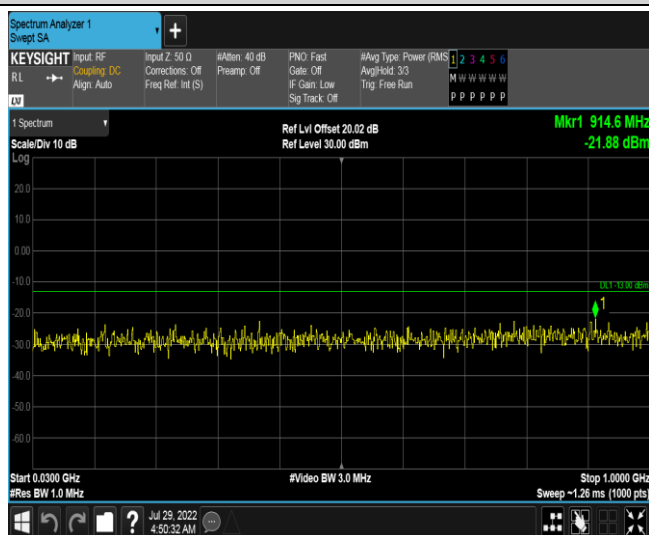 Spectrum Analyzer 1
Swept SA
+
KEYSIGHT
RL
LXI
Input: RF
Coupling: DC
Align: Auto
Input Z: 50 Ω
Corrections: Off
Freq Ref: Int (S)
#Atten: 40 dB
Preamp: Off
PNO: Fast
Gate: Off
IF Gain: Low
Sig Track: Off
#Avg Type: Power (RMS
Avg|Hold: 3/3
Trig: Free Run
1 2 3 4 5 6
M W W W W W
P P P P P P
1 Spectrum
Scale/Div 10 dB
Log
Ref Lvl Offset 20.02 dB
Ref Level 30.00 dBm
Mkr1 914.6 MHz
-21.88 dBm
20.0
10.0
0.00
-10.0
DL1 -13.00 dBm
1
-20.0
-30.0
-40.0
-50.0
-60.0
Start 0.0300 GHz
#Res BW 1.0 MHz
#Video BW 3.0 MHz
Stop 1.0000 GHz
Sweep ~1.26 ms (1000 pts)
?
Jul 29, 2022
4:50:32 AM